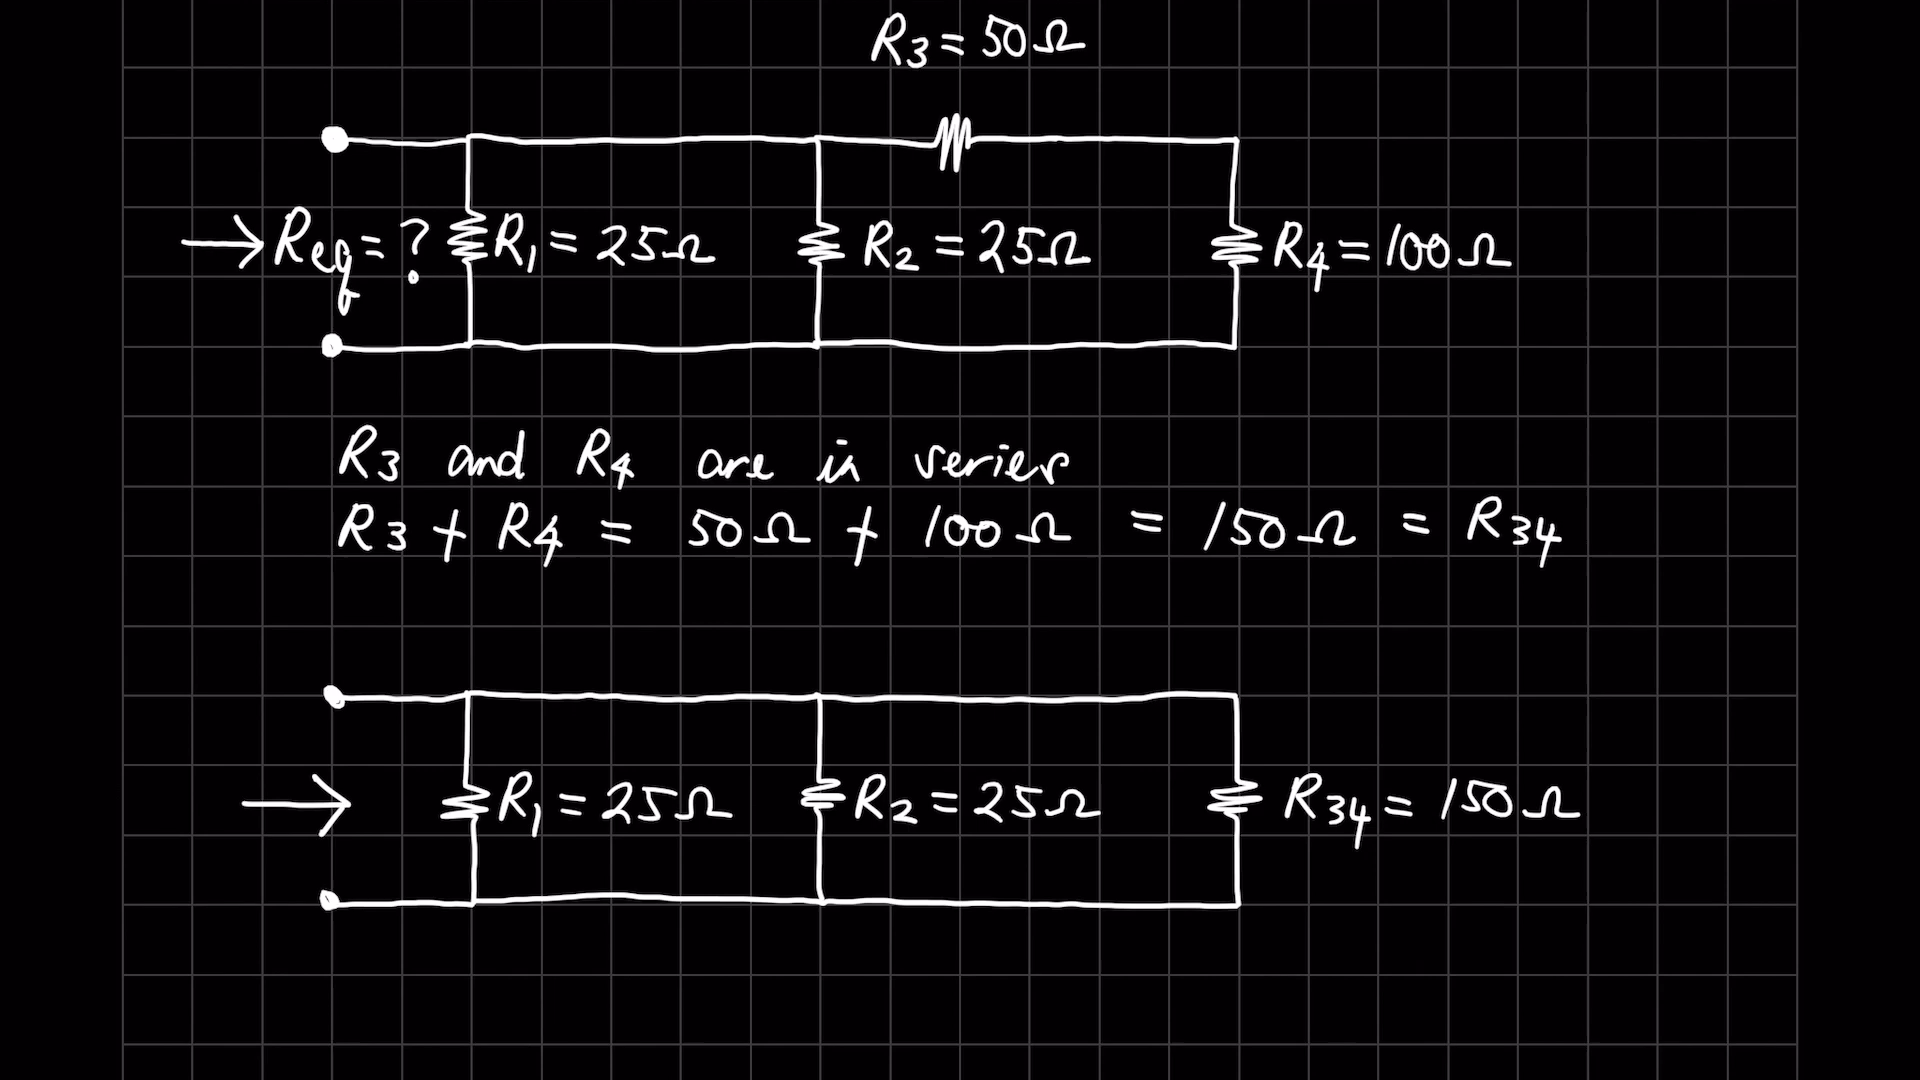 R3 = 50Ω
→ Req = ? R1 = 25Ω R2 = 25Ω R4 = 100Ω
R3 and R4 are in series
R3 + R4 = 50Ω + 100Ω = 150Ω = R34
→ R1 = 25Ω R2 = 25Ω R34 = 150Ω